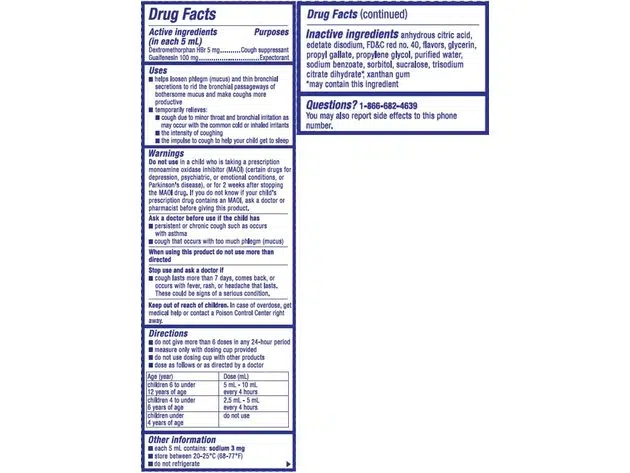 Drug Facts
Active ingredients Purposes
(in each 5 mL)
Dextromethorphan HBr 5 mg..........Cough suppressant
Guaifenesin 100 mg......................Expectorant
Uses
■ helps loosen phlegm (mucus) and thin bronchial
secretions to rid the bronchial passageways of
bothersome mucus and make coughs more
productive
■ temporarily relieves:
■ cough due to minor throat and bronchial irritation as
may occur with the common cold or inhaled irritants
■ the intensity of coughing
■ the impulse to cough to help your child get to sleep
Warnings
Do not use in a child who is taking a prescription
monoamine oxidase inhibitor (MAOI) (certain drugs for
depression, psychiatric, or emotional conditions, or
Parkinson's disease), or for 2 weeks after stopping
the MAOI drug. If you do not know if your child's
prescription drug contains an MAOI, ask a doctor or
pharmacist before giving this product.
Ask a doctor before use if the child has
■ persistent or chronic cough such as occurs
with asthma
■ cough that occurs with too much phlegm (mucus)
When using this product do not use more than
directed
Stop use and ask a doctor if
■ cough lasts more than 7 days, comes back, or
occurs with fever, rash, or headache that lasts.
These could be signs of a serious condition.
Keep out of reach of children. In case of overdose, get
medical help or contact a Poison Control Center right
away.
Directions
■ do not give more than 6 doses in any 24-hour period
■ measure only with dosing cup provided
■ do not use dosing cup with other products
■ dose as follows or as directed by a doctor
Age (year) Dose (mL)
children 6 to under 5 mL - 10 mL
12 years of age every 4 hours
children 4 to under 2.5 mL - 5 mL
6 years of age every 4 hours
children under do not use
4 years of age
Other information
■ each 5 mL contains: sodium 3 mg
■ store between 20-25°C (68-77°F)
■ do not refrigerate
Drug Facts (continued)
Inactive ingredients anhydrous citric acid,
edetate disodium, FD&C red no. 40, flavors, glycerin,
propyl gallate, propylene glycol, purified water,
sodium benzoate, sorbitol, sucralose, trisodium
citrate dihydrate*, xanthan gum
*may contain this ingredient
Questions? 1-866-682-4639
You may also report side effects to this phone
number.